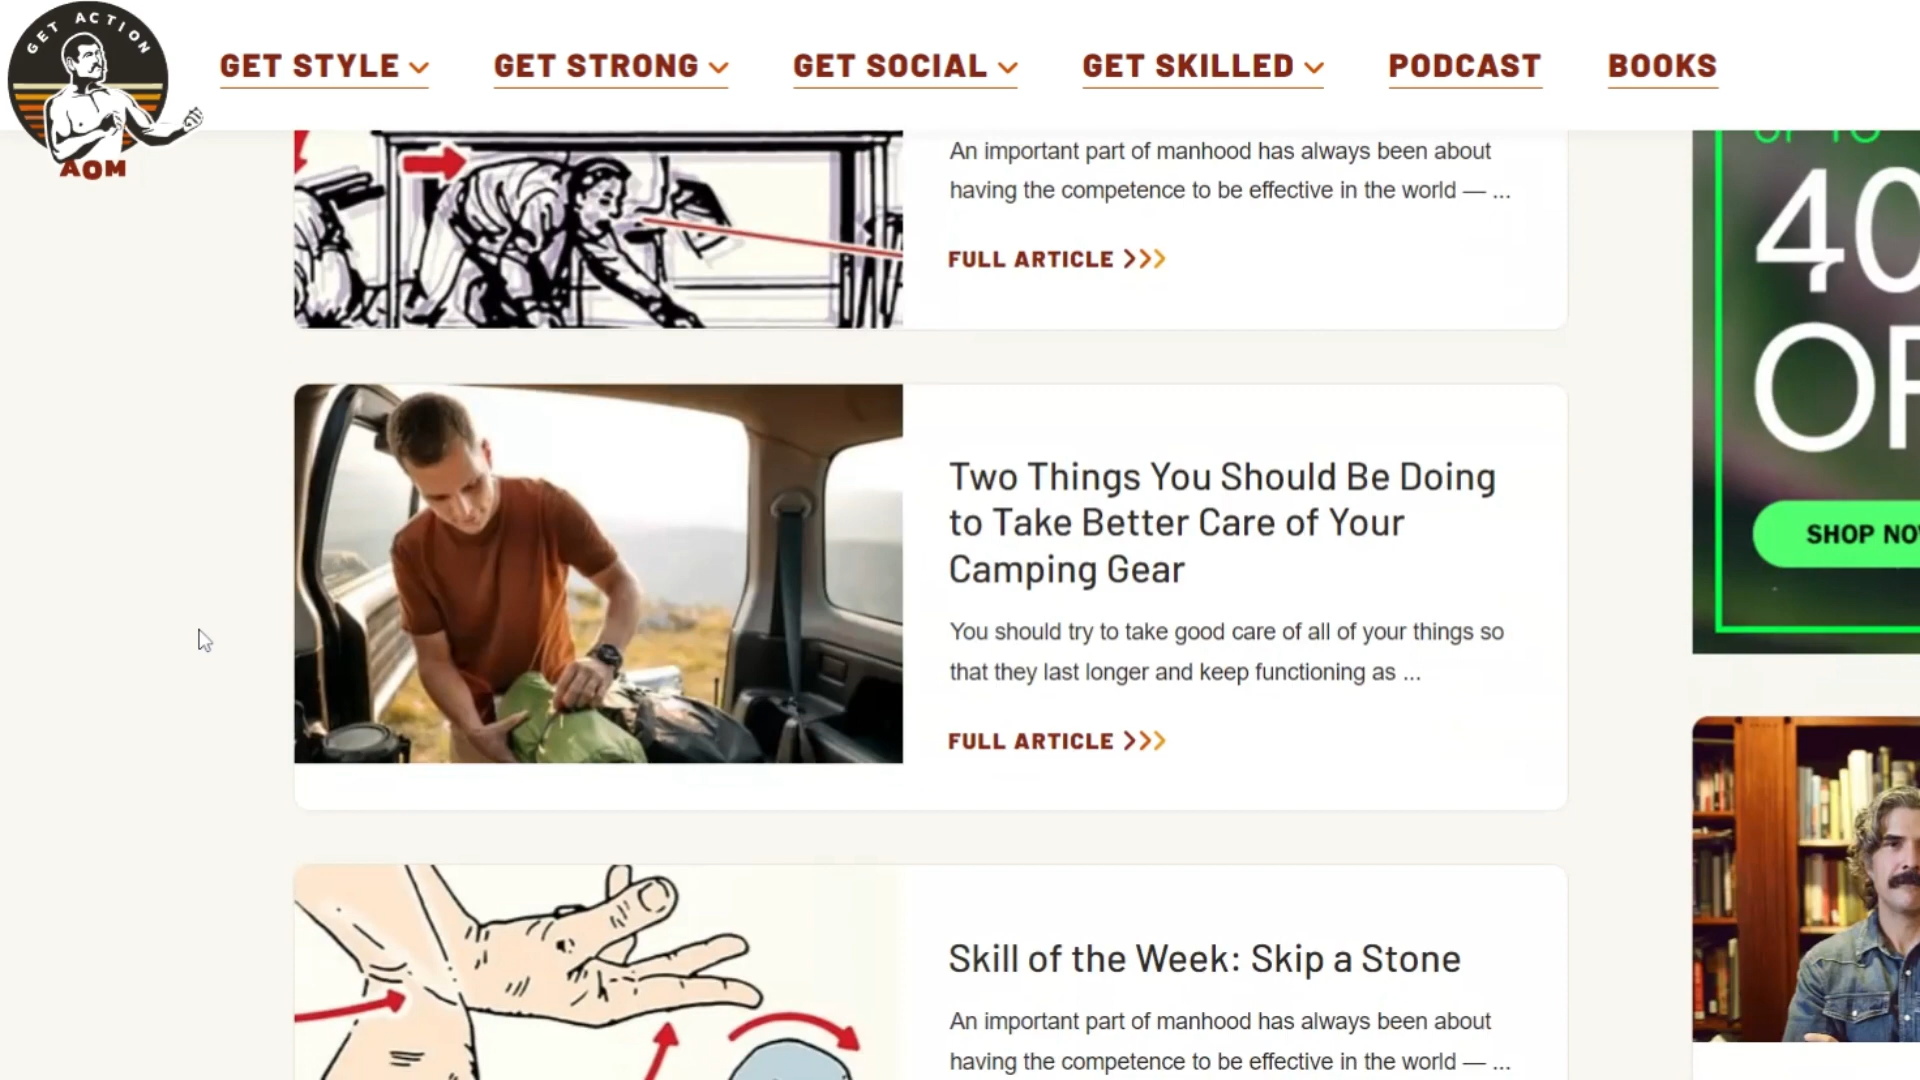 GET ACTION
AOM
GET STYLE
GET STRONG
GET SOCIAL
GET SKILLED
PODCAST
BOOKS
An important part of manhood has always been about
having the competence to be effective in the world — ...
FULL ARTICLE
Two Things You Should Be Doing
to Take Better Care of Your
Camping Gear
You should try to take good care of all of your things so
that they last longer and keep functioning as ...
FULL ARTICLE
Skill of the Week: Skip a Stone
An important part of manhood has always been about
having the competence to be effective in the world — ...
40
SHOP